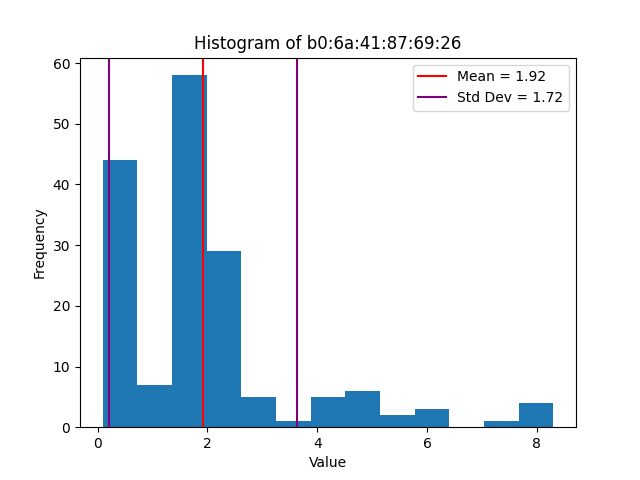 Histogram of b0:6a:41:87:69:26
Mean = 1.92
Std Dev = 1.72
Frequency
60
50
40
30
20
10
0
0 2 4 6 8
Value